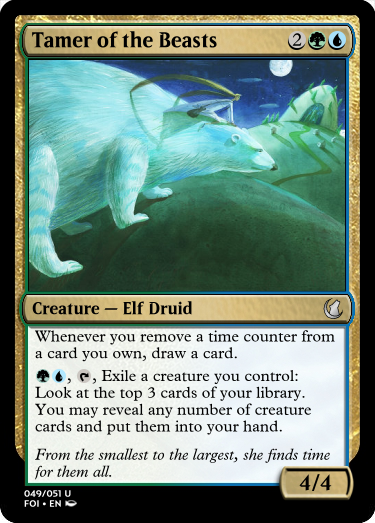 Tamer of the Beasts 2
Creature — Elf Druid
Whenever you remove a time counter from
a card you own, draw a card.
, , Exile a creature you control:
Look at the top 3 cards of your library.
You may reveal any number of creature
cards and put them into your hand.
From the smallest to the largest, she finds time
for them all.
4/4
049/051 U
FOI • EN